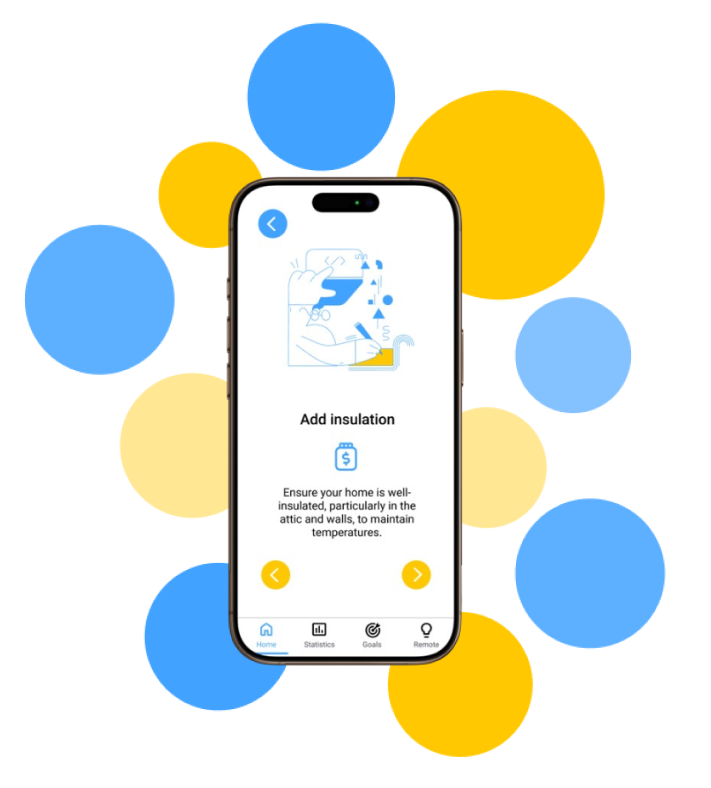 Add insulation
$
Ensure your home is well-
insulated, particularly in the
attic and walls, to maintain
temperatures.
Home Statistics Goals Remote